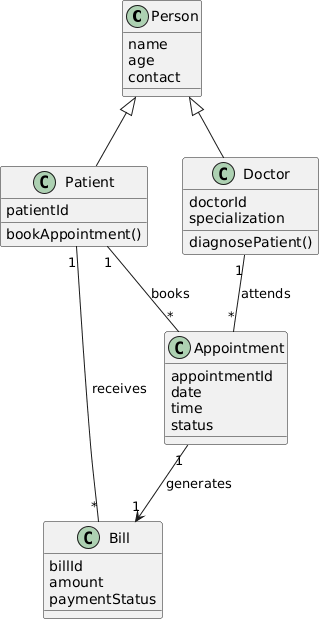 C Person
name
age
contact
C Patient
patientId
bookAppointment()
C Doctor
doctorId
specialization
diagnosePatient()
1
1
1
books
attends
*
*
C Appointment
appointmentId
date
time
status
receives
1
generates
*
1
C Bill
billId
amount
paymentStatus